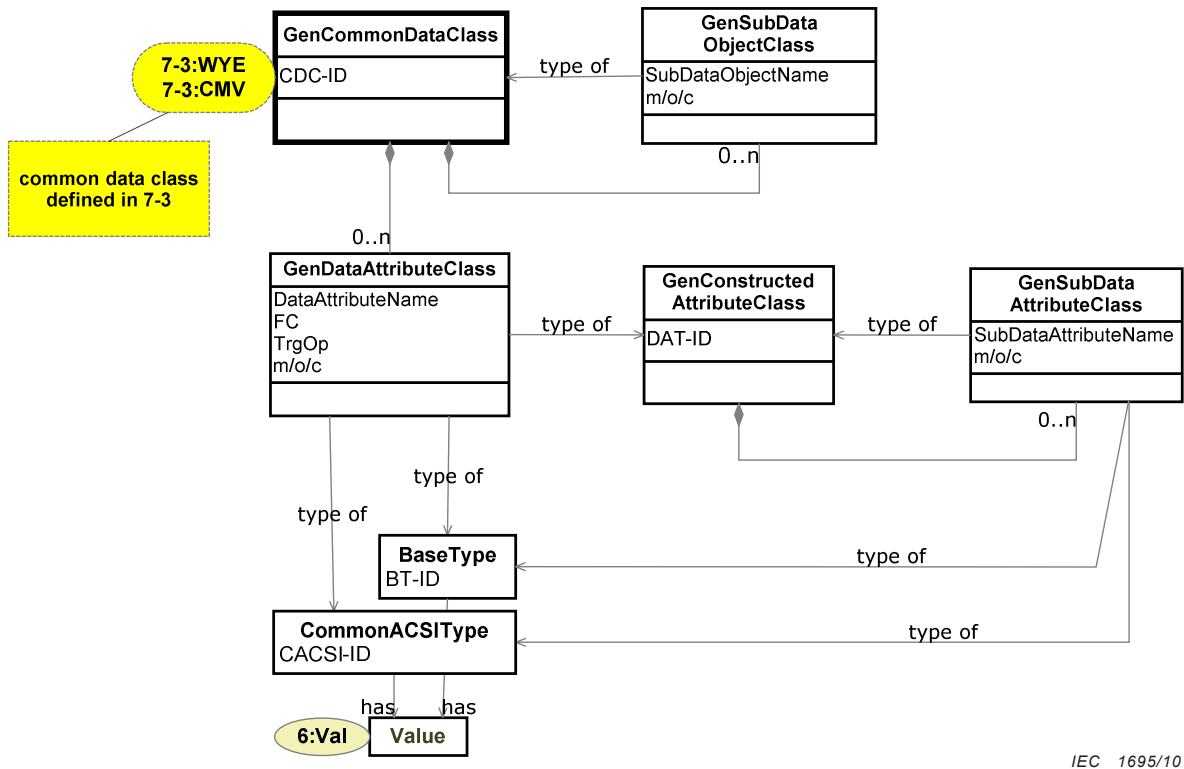 GenCommonDataClass
CDC-ID
7-3:WYE
7-3:CMV
common data class
defined in 7-3
type of
GenSubData
ObjectClass
SubDataObjectName
m/o/c
0..n
0..n
GenDataAttributeClass
DataAttributeName
FC
TrgOp
m/o/c
type of
GenConstructed
AttributeClass
DAT-ID
type of
GenSubData
AttributeClass
SubDataAttributeName
m/o/c
0..n
type of
type of
BaseType
BT-ID
type of
CommonACSIType
CACSI-ID
type of
has
has
6:Val
Value
IEC 1695/10